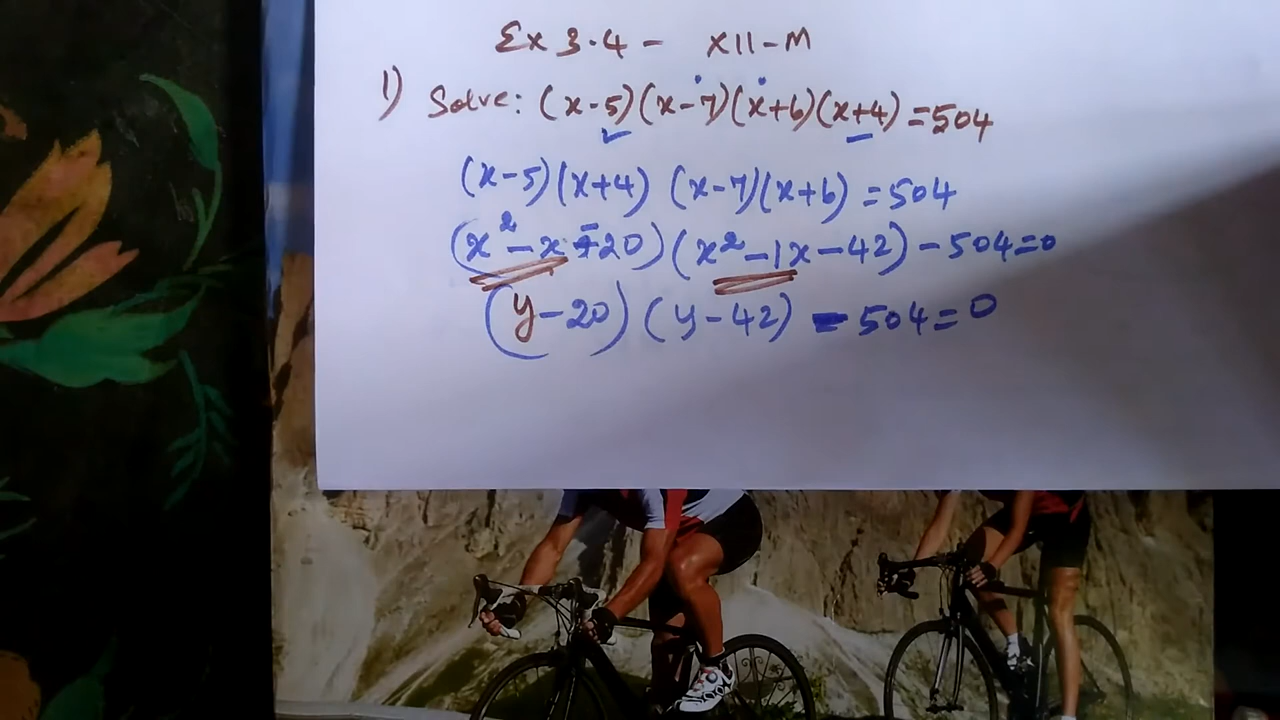 Ex 3.4 - XII-M
1) Solve: (x-5)(x-7)(x+6)(x+4)=504
(x-5)(x+4) (x-7)(x+6) =504
(x²-x-20)(x²-1x-42)-504=0
(y-20)(y-42) -504=0